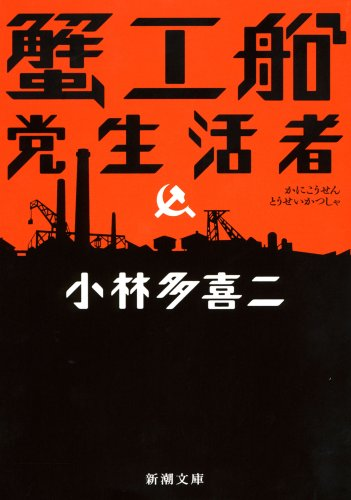 蟹工船
党生活者
かにこうせん
とうせいかつしゃ
小林多喜二
新潮文庫